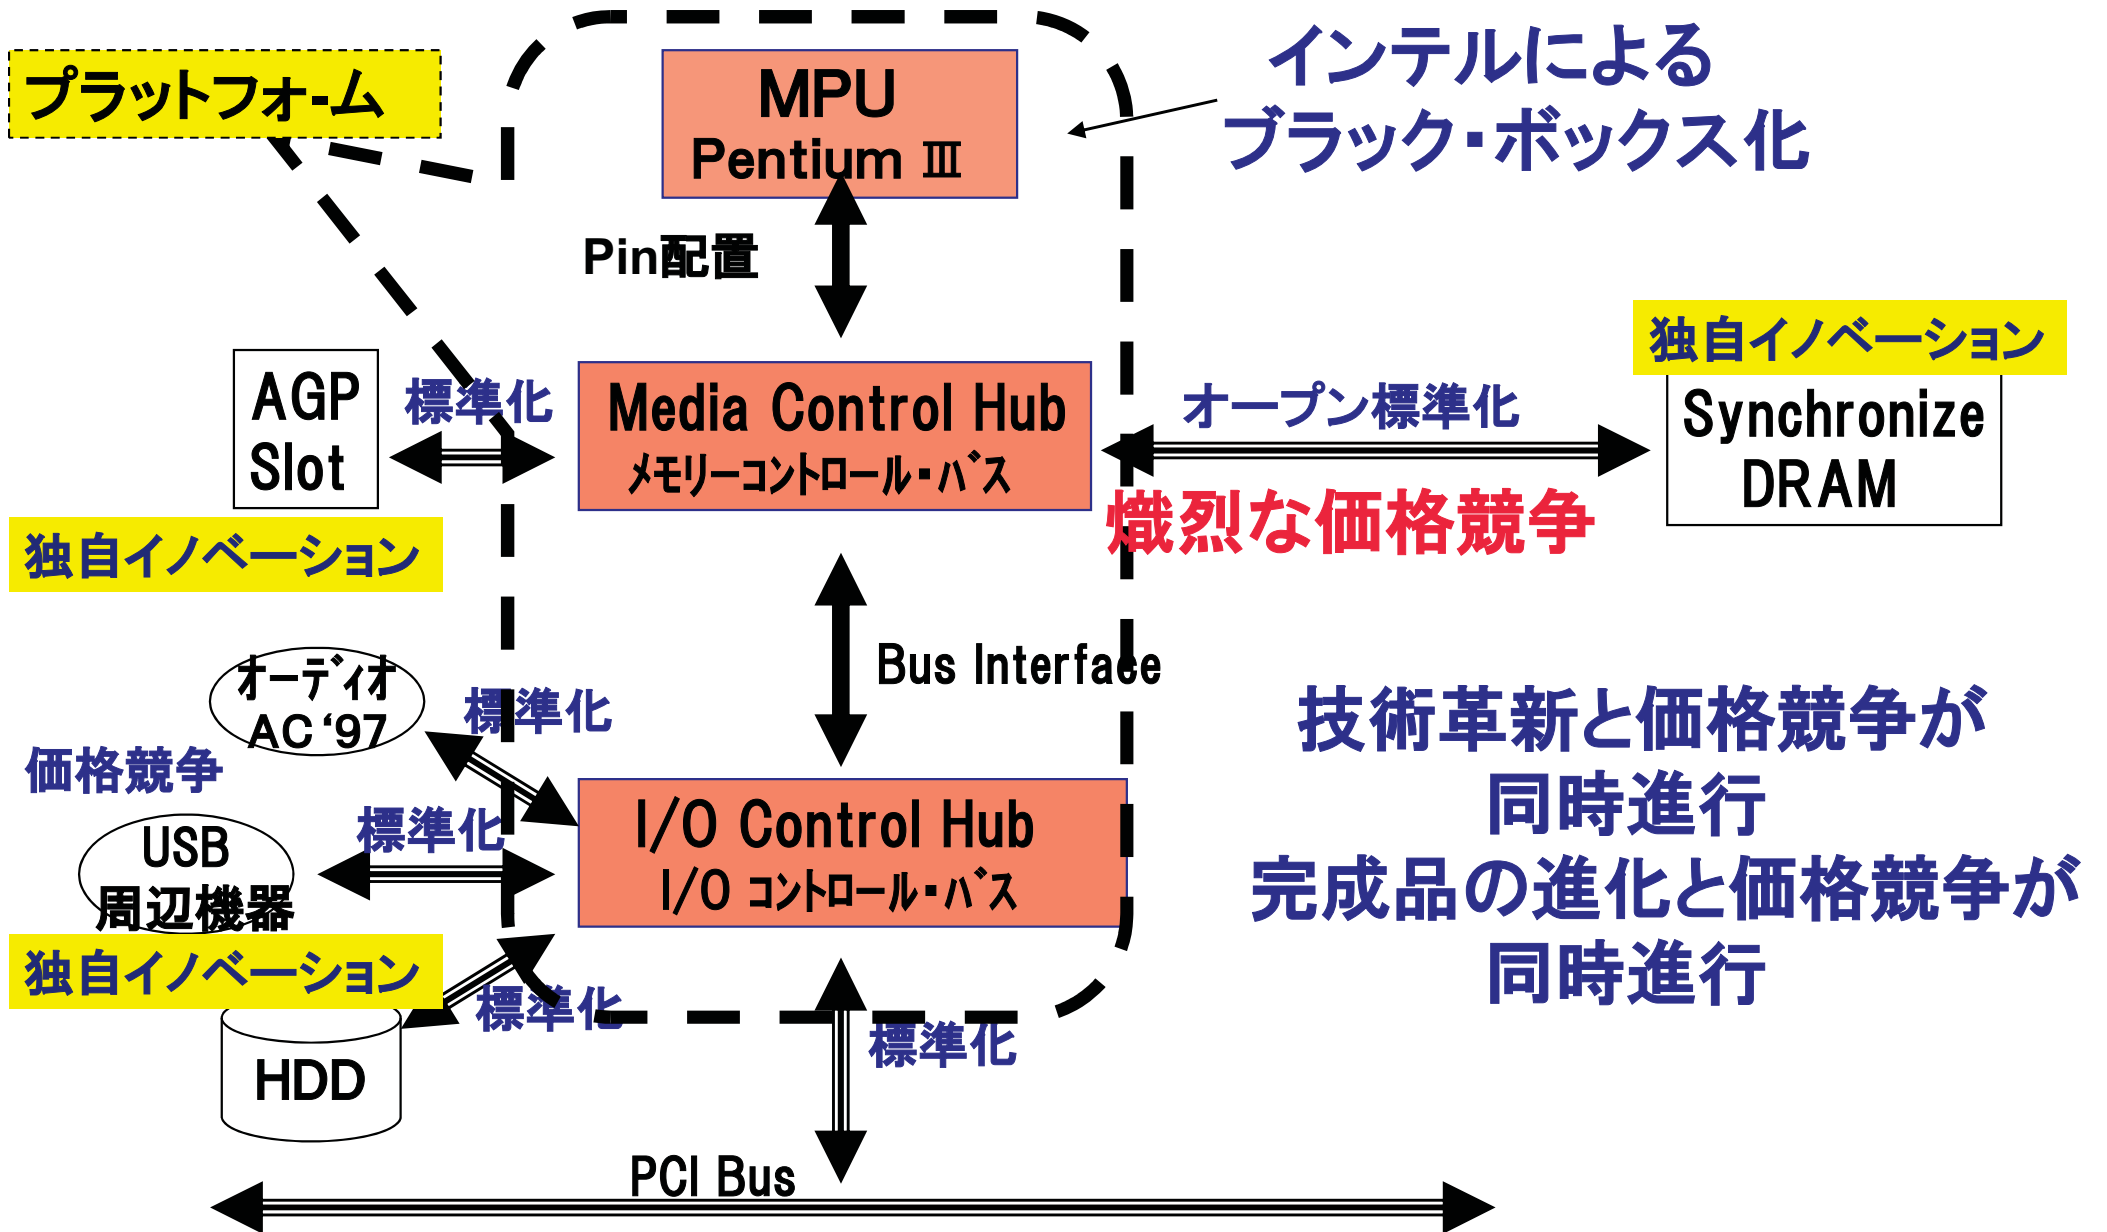 プラットフォーム
MPU
Pentium Ⅲ
インテルによる
ブラック・ボックス化
Pin配置
独自イノベーション
AGP
Slot
標準化
Media Control Hub
メモリーコントロール・バス
オープン標準化
Synchronize
DRAM
熾烈な価格競争
独自イノベーション
Bus Interface
オーディオ
AC‘97
標準化
価格競争
技術革新と価格競争が
同時進行
完成品の進化と価格競争が
同時進行
USB
周辺機器
標準化
I/O Control Hub
I/O コントロール・バス
独自イノベーション
標準化
HDD
標準化
PCI Bus